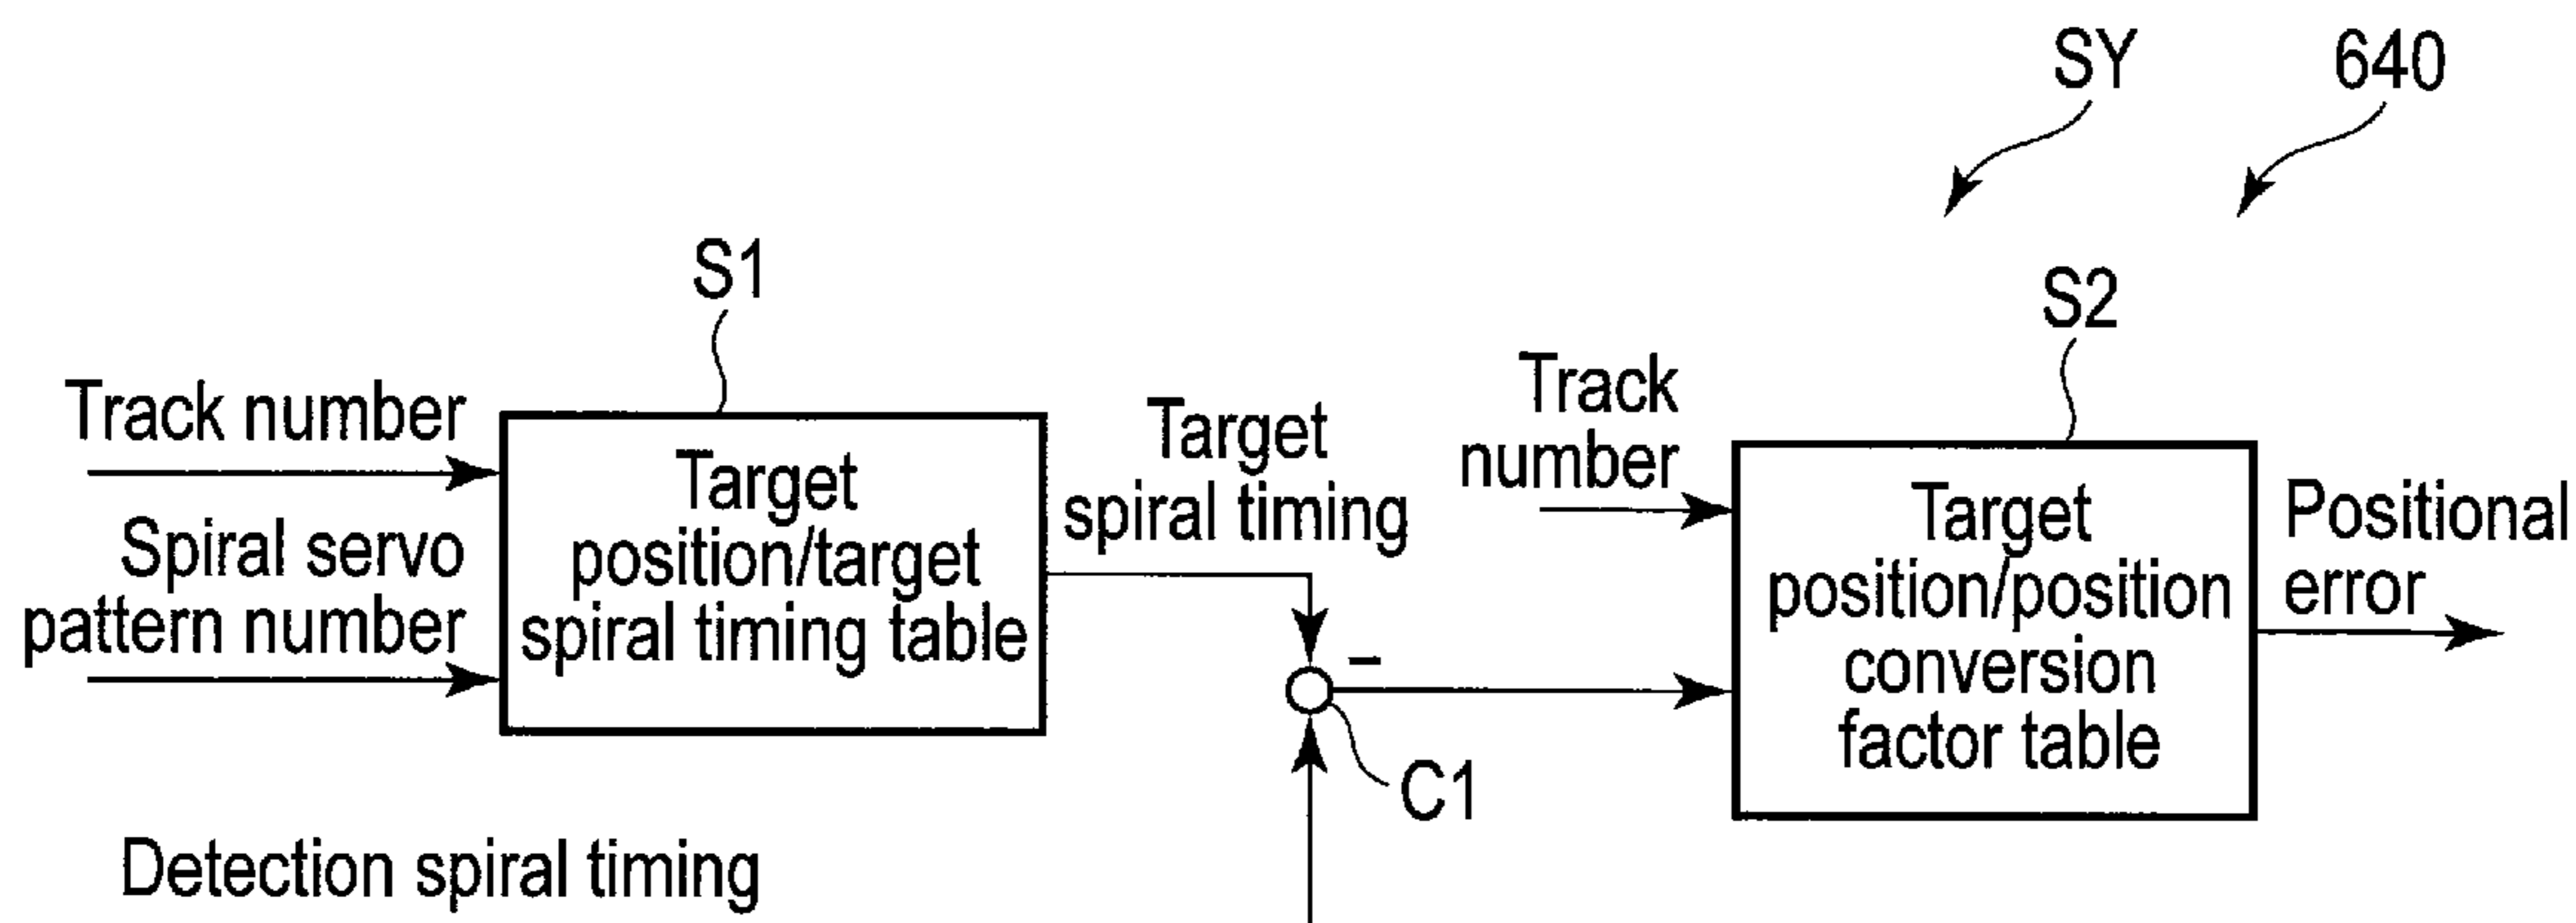 SY
640
S1
S2
Track number
Spiral servo
pattern number
Target
position/target
spiral timing table
Target
spiral timing
Track
number
Target
position/position
conversion
factor table
Positional
error
-
C1
Detection spiral timing